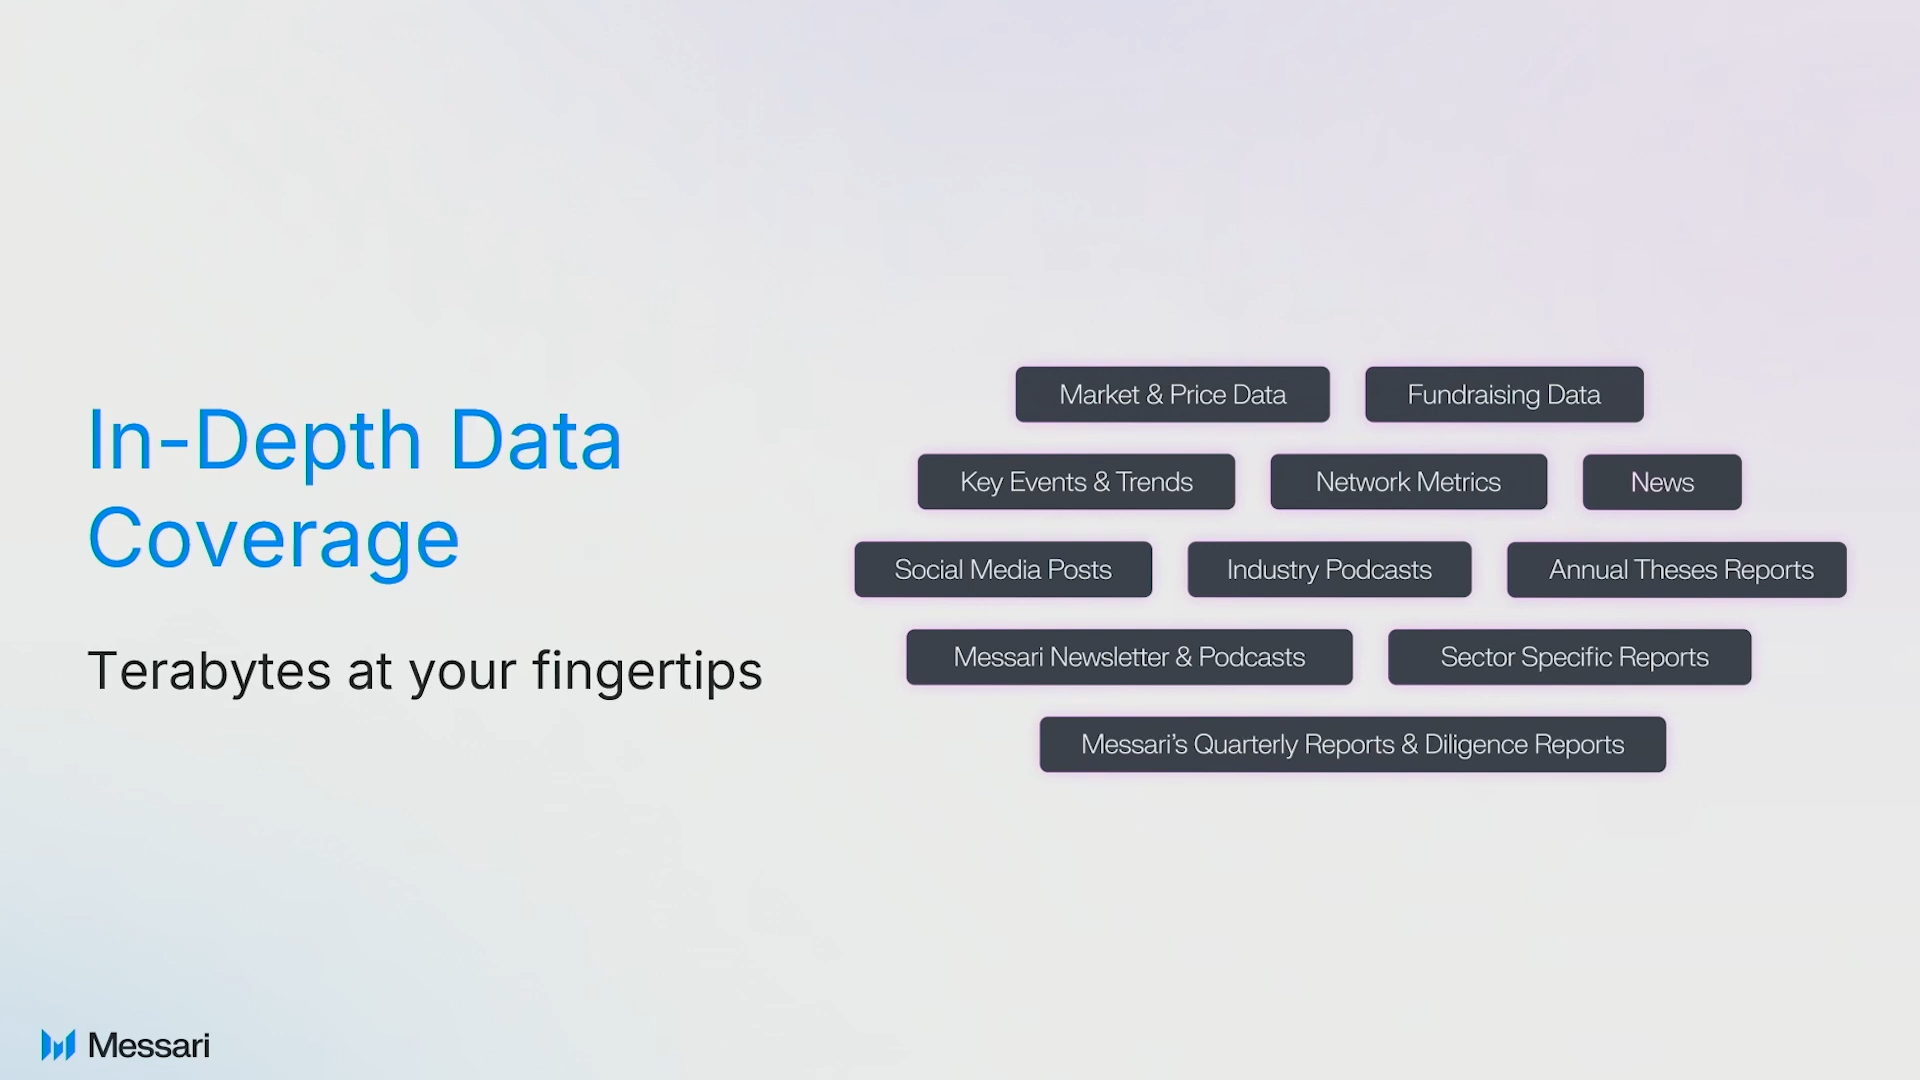 In-Depth Data
Coverage
Terabytes at your fingertips
Market & Price Data
Fundraising Data
Key Events & Trends
Network Metrics
News
Social Media Posts
Industry Podcasts
Annual Theses Reports
Messari Newsletter & Podcasts
Sector Specific Reports
Messari’s Quarterly Reports & Diligence Reports
Messari